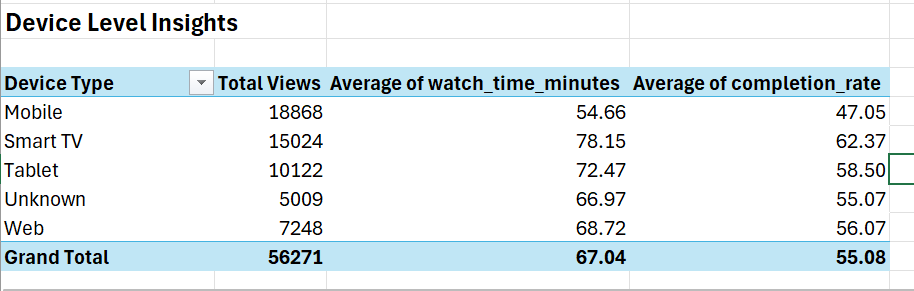 Device Level Insights
Device Type Total Views Average of watch_time_minutes Average of completion_rate
Mobile 18868 54.66 47.05
Smart TV 15024 78.15 62.37
Tablet 10122 72.47 58.50
Unknown 5009 66.97 55.07
Web 7248 68.72 56.07
Grand Total 56271 67.04 55.08